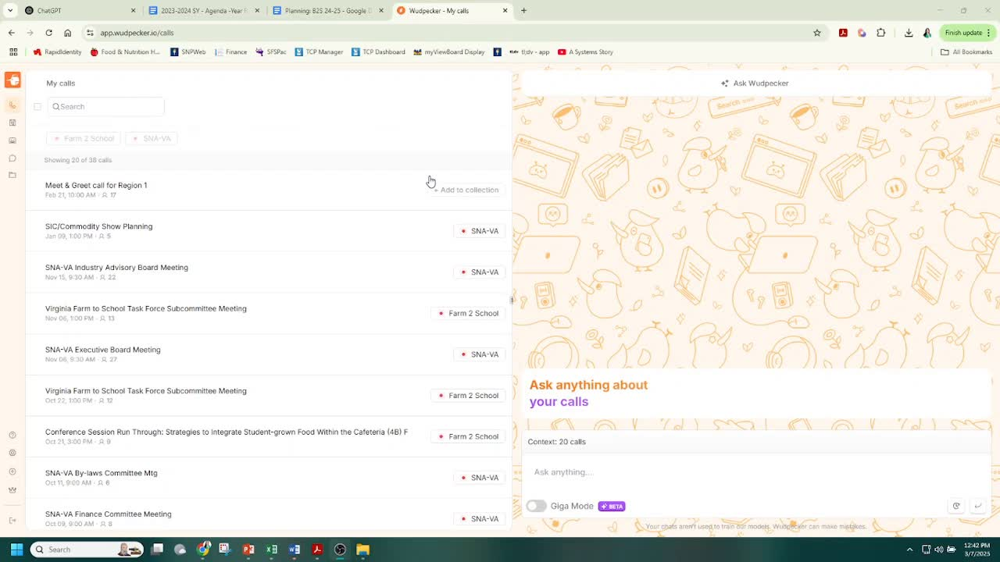 ChatGPT
2023-2024 SY - Agenda -Year F
Planning: B2S 24-25 - Google D
Wudpecker - My calls
app.wudpecker.io/calls
Finish update
RapidIdentity
Food & Nutrition H...
SNPWeb
Finance
SFSPac
TCP Manager
TCP Dashboard
myViewBoard Display
tl;dv - app
A Systems Story
All Bookmarks
My calls
Search
Farm 2 School
SNA-VA
Showing 20 of 38 calls
Meet & Greet call for Region 1
Feb 21, 10:00 AM · 17
+ Add to collection
SIC/Commodity Show Planning
Jan 09, 1:00 PM · 5
SNA-VA
SNA-VA Industry Advisory Board Meeting
Nov 15, 9:30 AM · 22
SNA-VA
Virginia Farm to School Task Force Subcommittee Meeting
Nov 06, 1:00 PM · 13
Farm 2 School
SNA-VA Executive Board Meeting
Nov 06, 9:30 AM · 27
SNA-VA
Virginia Farm to School Task Force Subcommittee Meeting
Oct 22, 1:00 PM · 12
Farm 2 School
Conference Session Run Through: Strategies to Integrate Student-grown Food Within the Cafeteria (4B) F
Oct 21, 3:00 PM · 9
Farm 2 School
SNA-VA By-laws Committee Mtg
Oct 11, 9:00 AM · 6
SNA-VA
SNA-VA Finance Committee Meeting
Oct 09, 9:00 AM · 8
SNA-VA
Ask Wudpecker
Search
Search
Ask anything about
your calls
Context: 20 calls
Ask anything....
Giga Mode
BETA
Your chats aren't used to train our models. Wudpecker can make mistakes.
Search
12:42 PM
3/7/2025